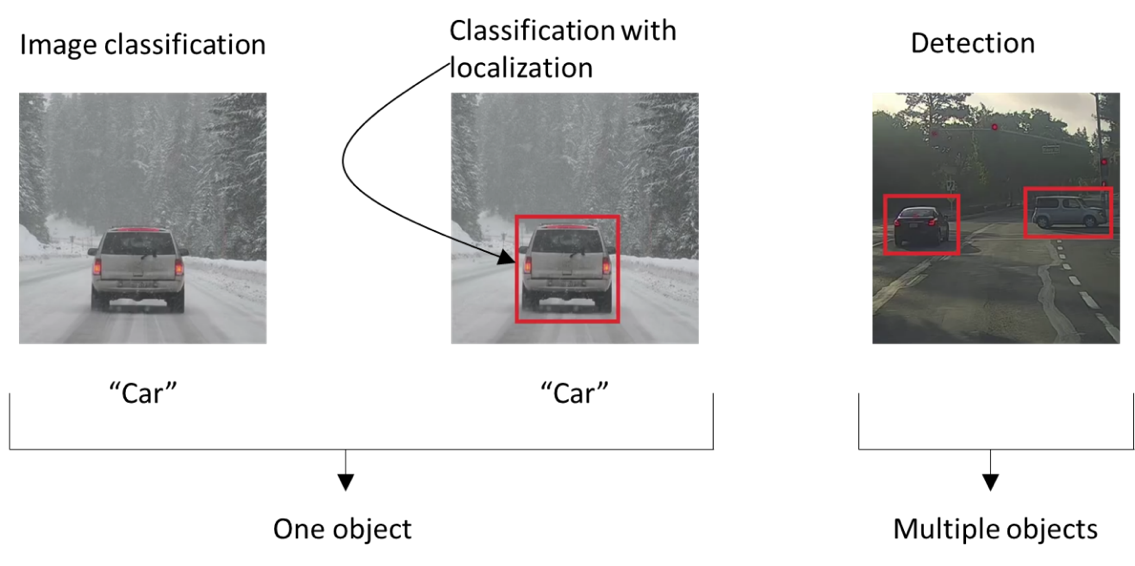 Image classification
Classification with
localization
Detection
“Car”
“Car”
One object
Multiple objects